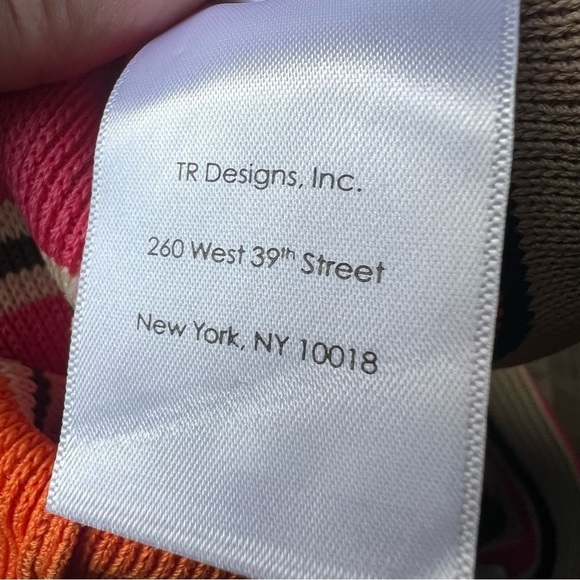 TR Designs, Inc.
260 West 39th Street
New York, NY 10018